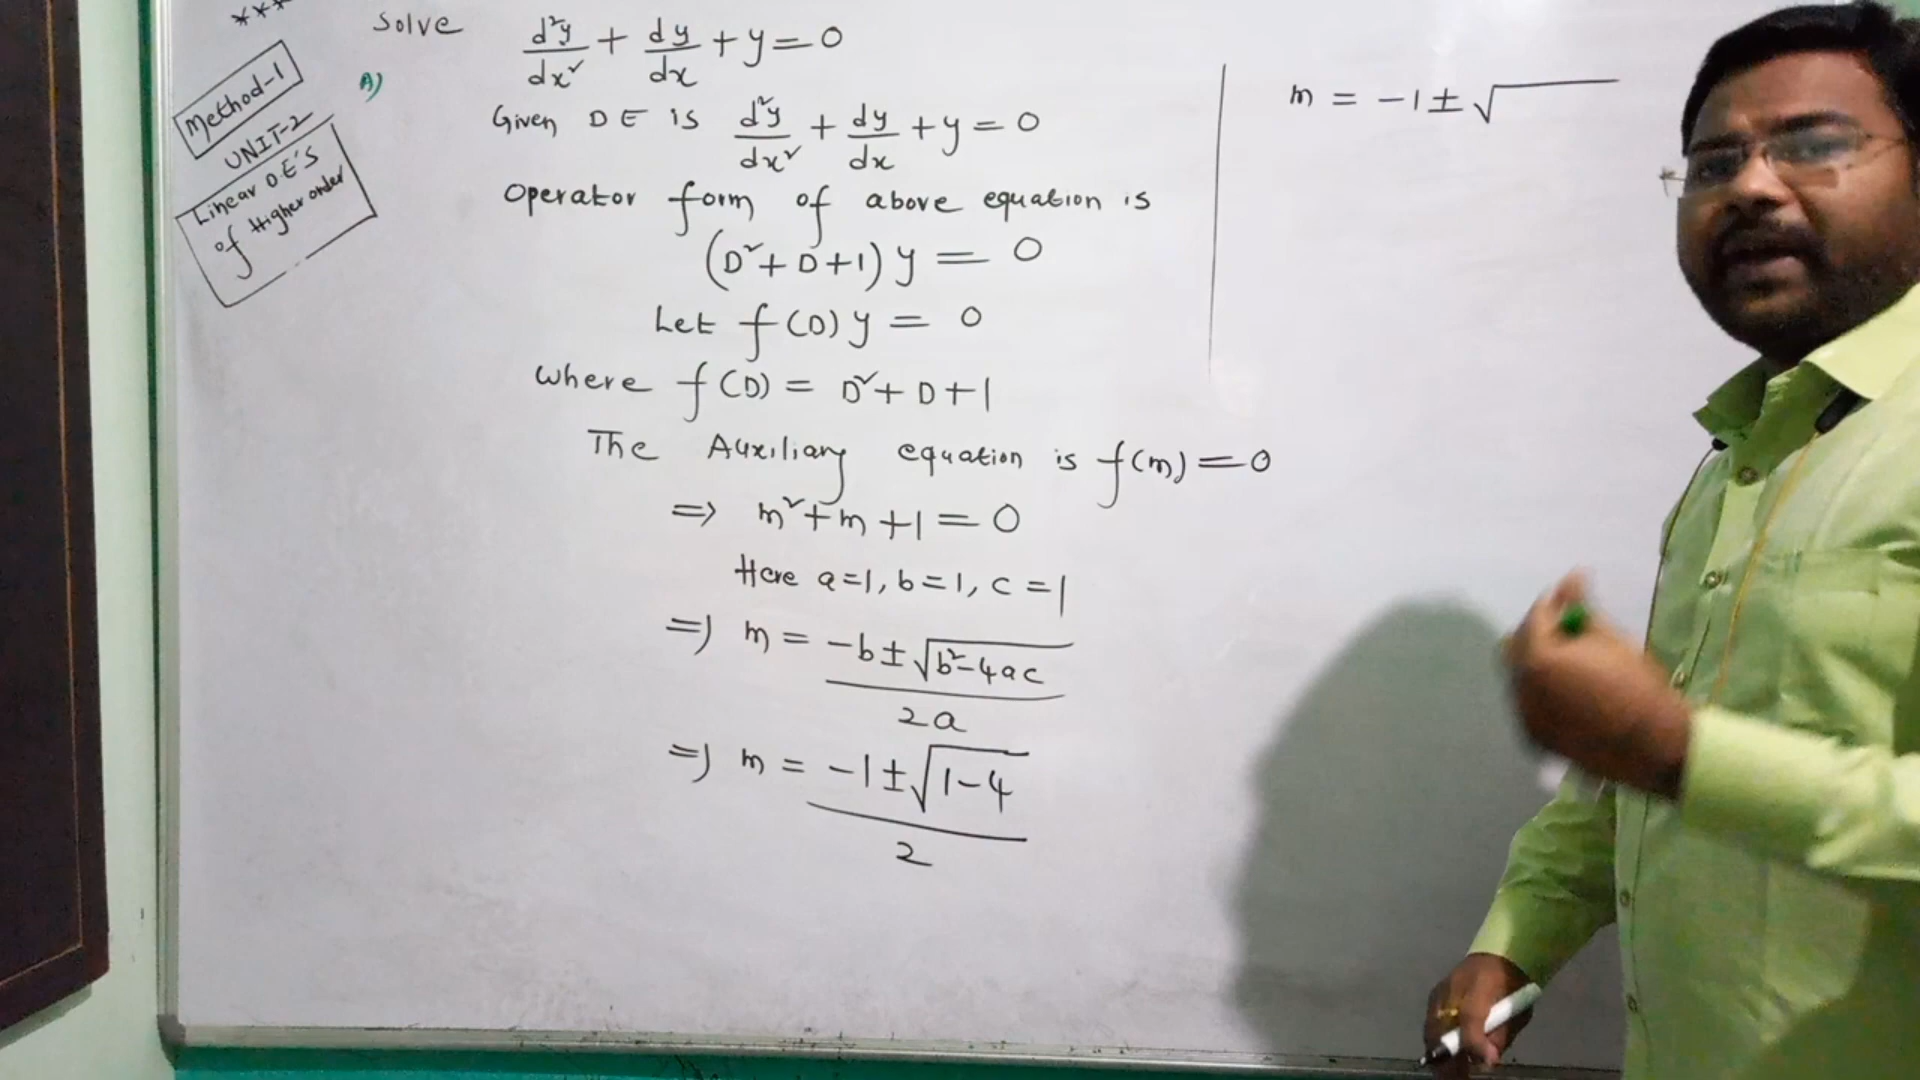 ***
Method-1
UNIT-2
Linear D.E'S
of Higher order
Solve d²y/dx² + dy/dx + y = 0
A)
Given DE is d²y/dx² + dy/dx + y = 0
Operator form of above equation is
(D² + D + 1) y = 0
Let f(D) y = 0
where f(D) = D² + D + 1
The Auxiliary equation is f(m) = 0
⇒ m² + m + 1 = 0
Here a=1, b=1, c=1
⇒ m = -b ± √(b²-4ac) / 2a
⇒ m = -1 ± √(1-4) / 2
m = -1 ± √